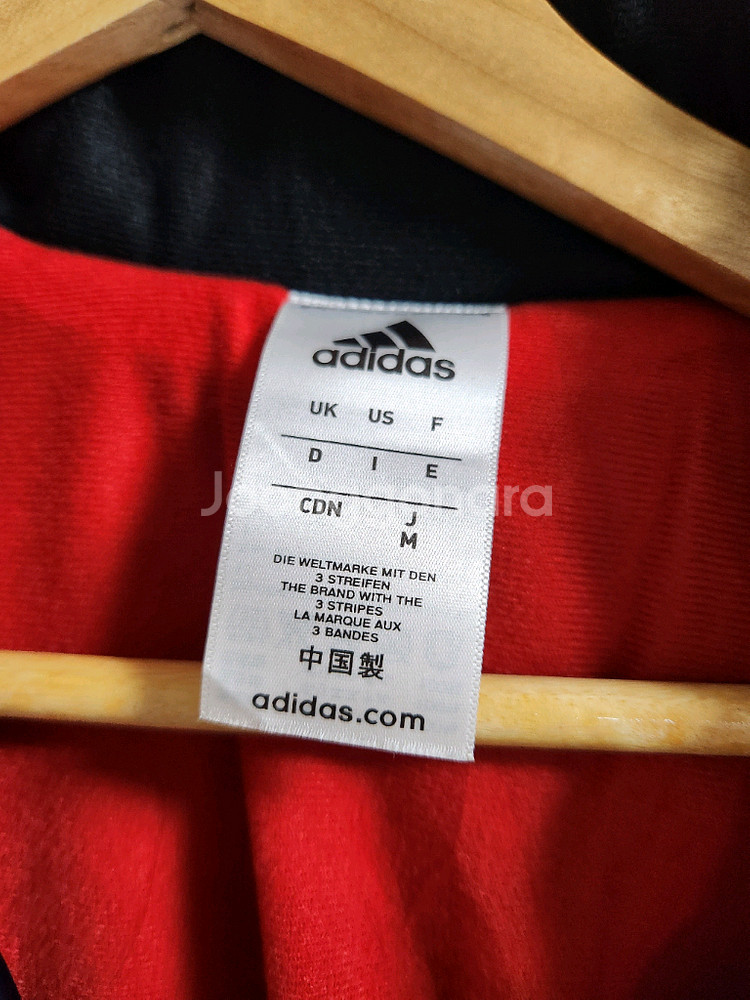 adidas
UK US F
D I E
CDN J
M
DIE WELTMARKE MIT DEN
3 STREIFEN
THE BRAND WITH THE
3 STRIPES
LA MARQUE AUX
3 BANDES
中国製
adidas.com